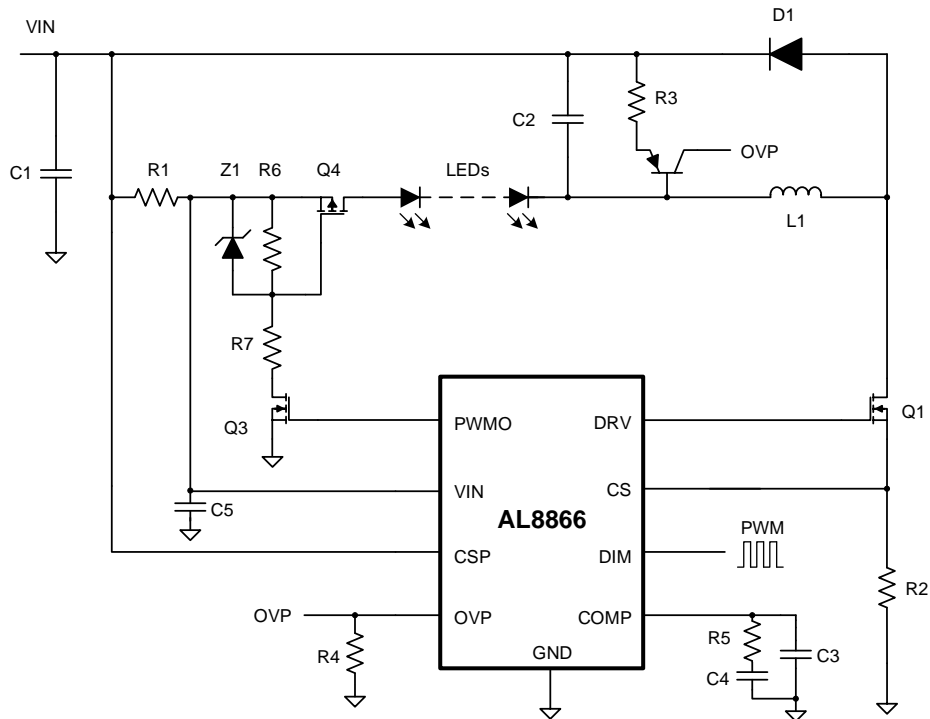 D1
VIN
R3
C2
OVP
C1
R1
Z1 R6 Q4
LEDs
L1
R7
Q3
Q1
PWMO
DRV
VIN
CS
C5
AL8866
PWM
CSP
DIM
R2
OVP
OVP
COMP
R4
GND
R5
C3
C4